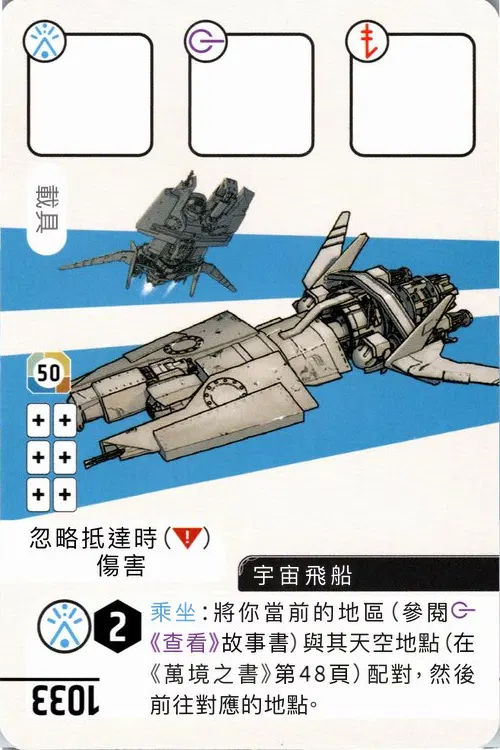 載具
50
忽略抵達時(!)
傷害
宇宙飛船
2
乘坐：將你當前的地區（參閱
《查看》故事書）與其天空地點（在
《萬境之書》第48頁）配對，然後
前往對應的地點。
1033